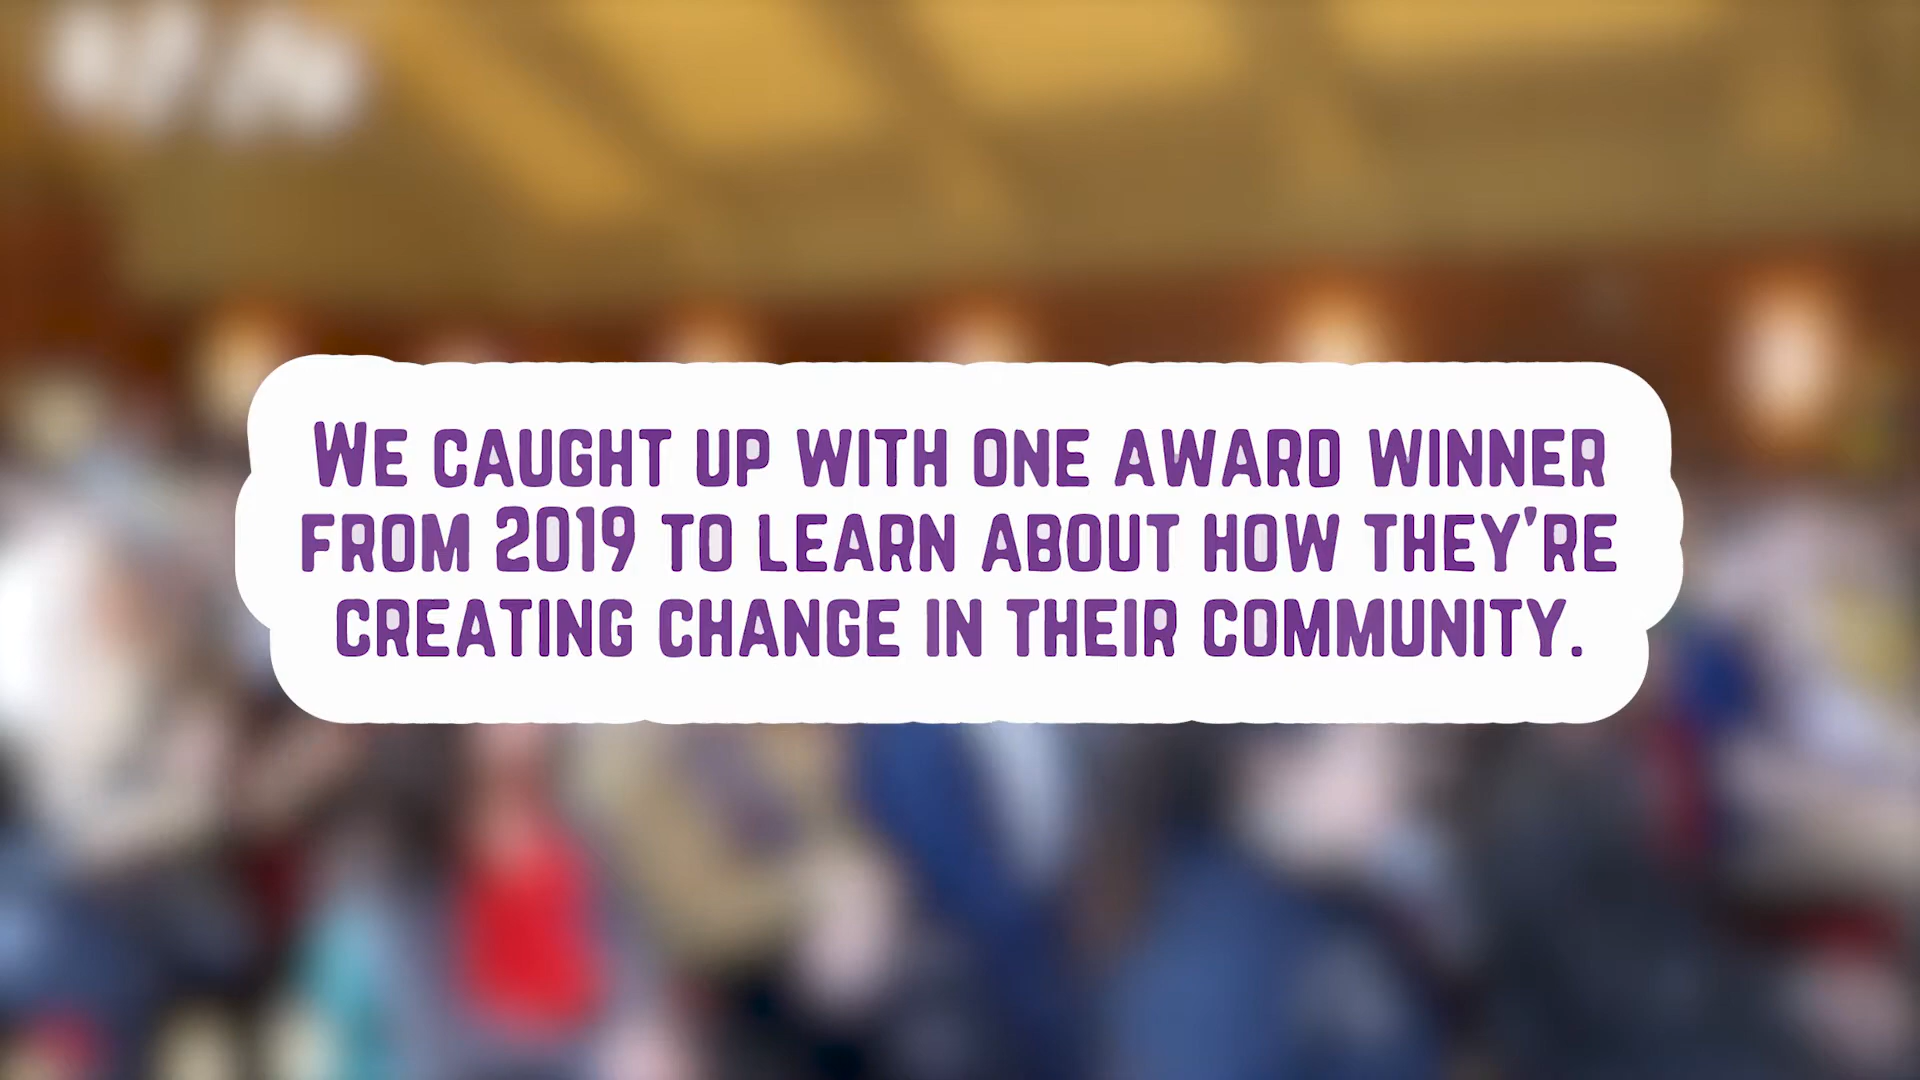 We caught up with one award winner
from 2019 to learn about how they're
creating change in their community.